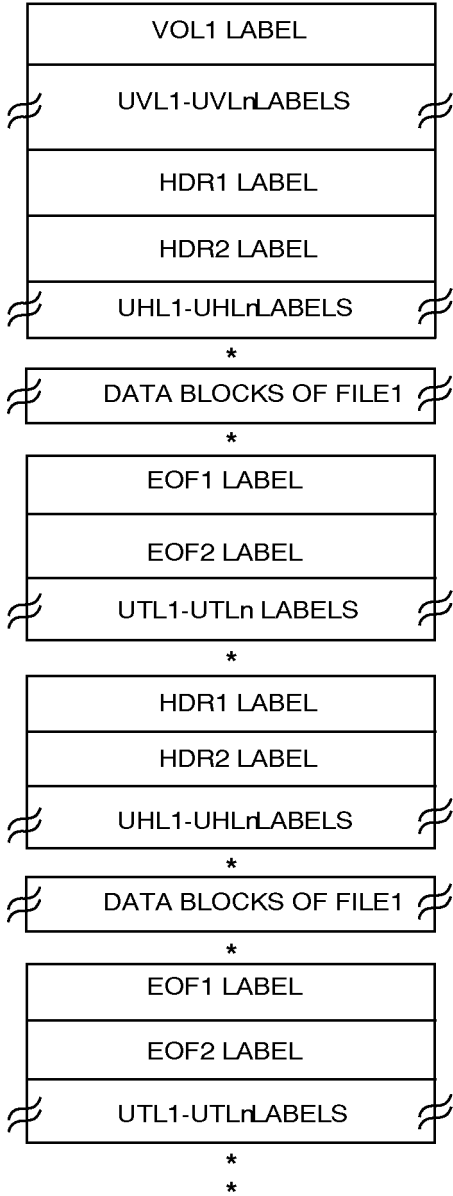 VOL1 LABEL
UVL1-UVLnLABELS
HDR1 LABEL
HDR2 LABEL
UHL1-UHLnLABELS
*
DATA BLOCKS OF FILE1
*
EOF1 LABEL
EOF2 LABEL
UTL1-UTLn LABELS
*
HDR1 LABEL
HDR2 LABEL
UHL1-UHLnLABELS
*
DATA BLOCKS OF FILE1
*
EOF1 LABEL
EOF2 LABEL
UTL1-UTLnLABELS
*
*